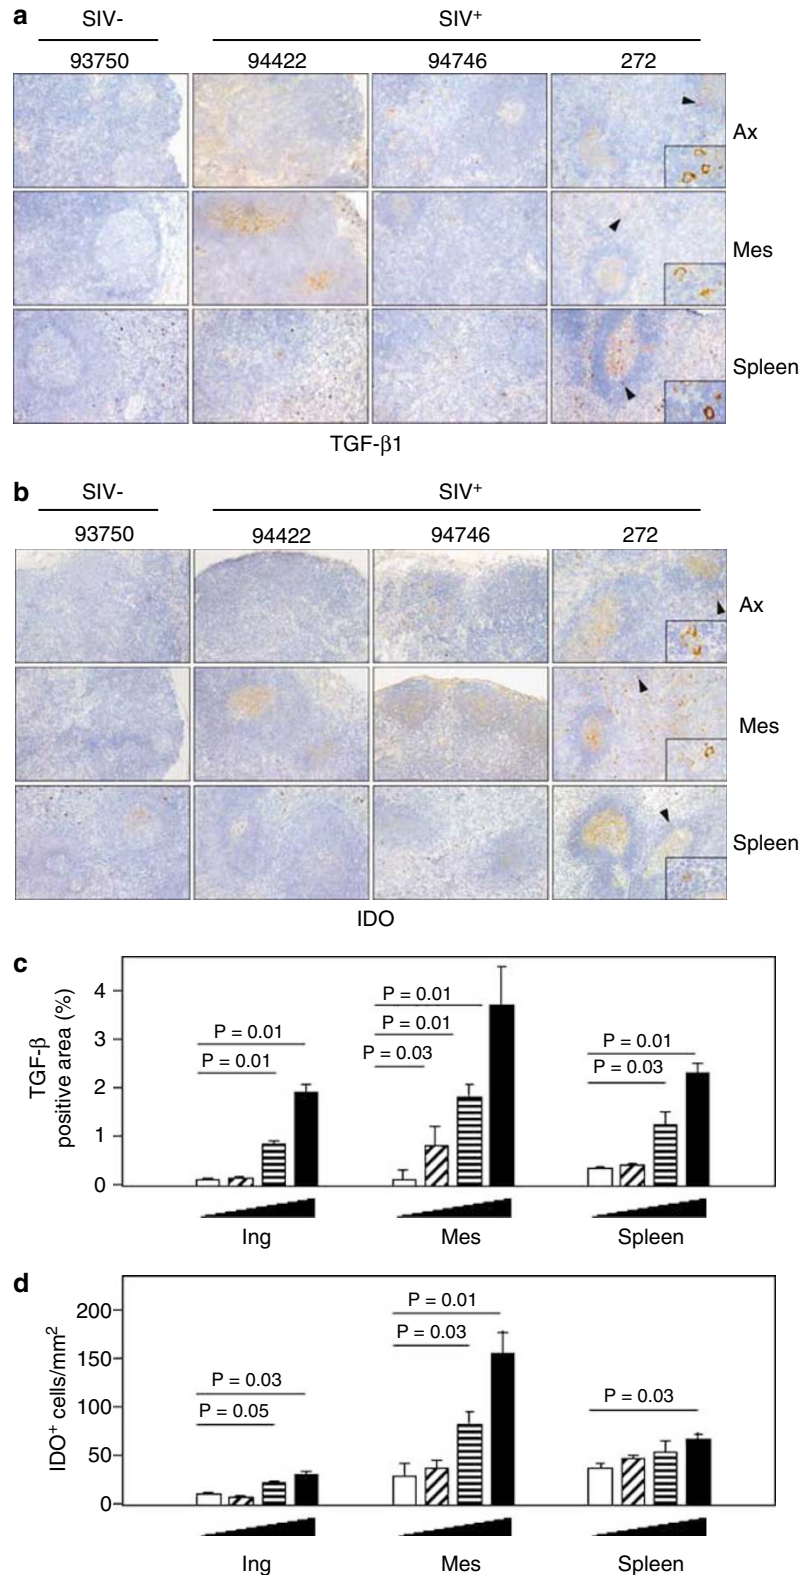 a
SIV- SIV+
93750 94422 94746 272
Ax
Mes
Spleen
TGF-β1
b
SIV- SIV+
93750 94422 94746 272
Ax
Mes
Spleen
IDO
c
TGF-β
positive area (%)
4
3
2
1
0
P = 0.01
P = 0.01
P = 0.01
P = 0.01
P = 0.03
P = 0.01
P = 0.03
Ing Mes Spleen
d
IDO+ cells/mm2
200
150
100
50
0
P = 0.03
P = 0.05
P = 0.01
P = 0.03
P = 0.03
Ing Mes Spleen